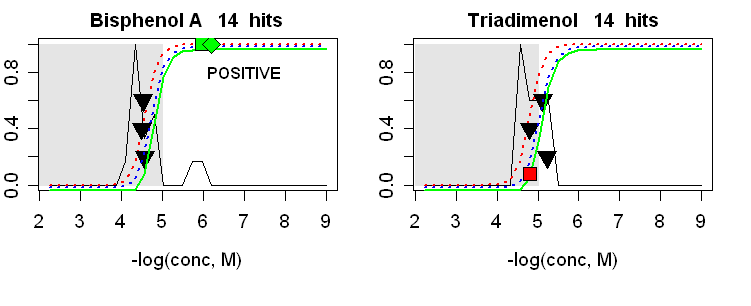 Bisphenol A 14 hits
POSITIVE
0.0 0.4 0.8
2 3 4 5 6 7 8 9
-log(conc, M)
Triadimenol 14 hits
0.0 0.4 0.8
2 3 4 5 6 7 8 9
-log(conc, M)